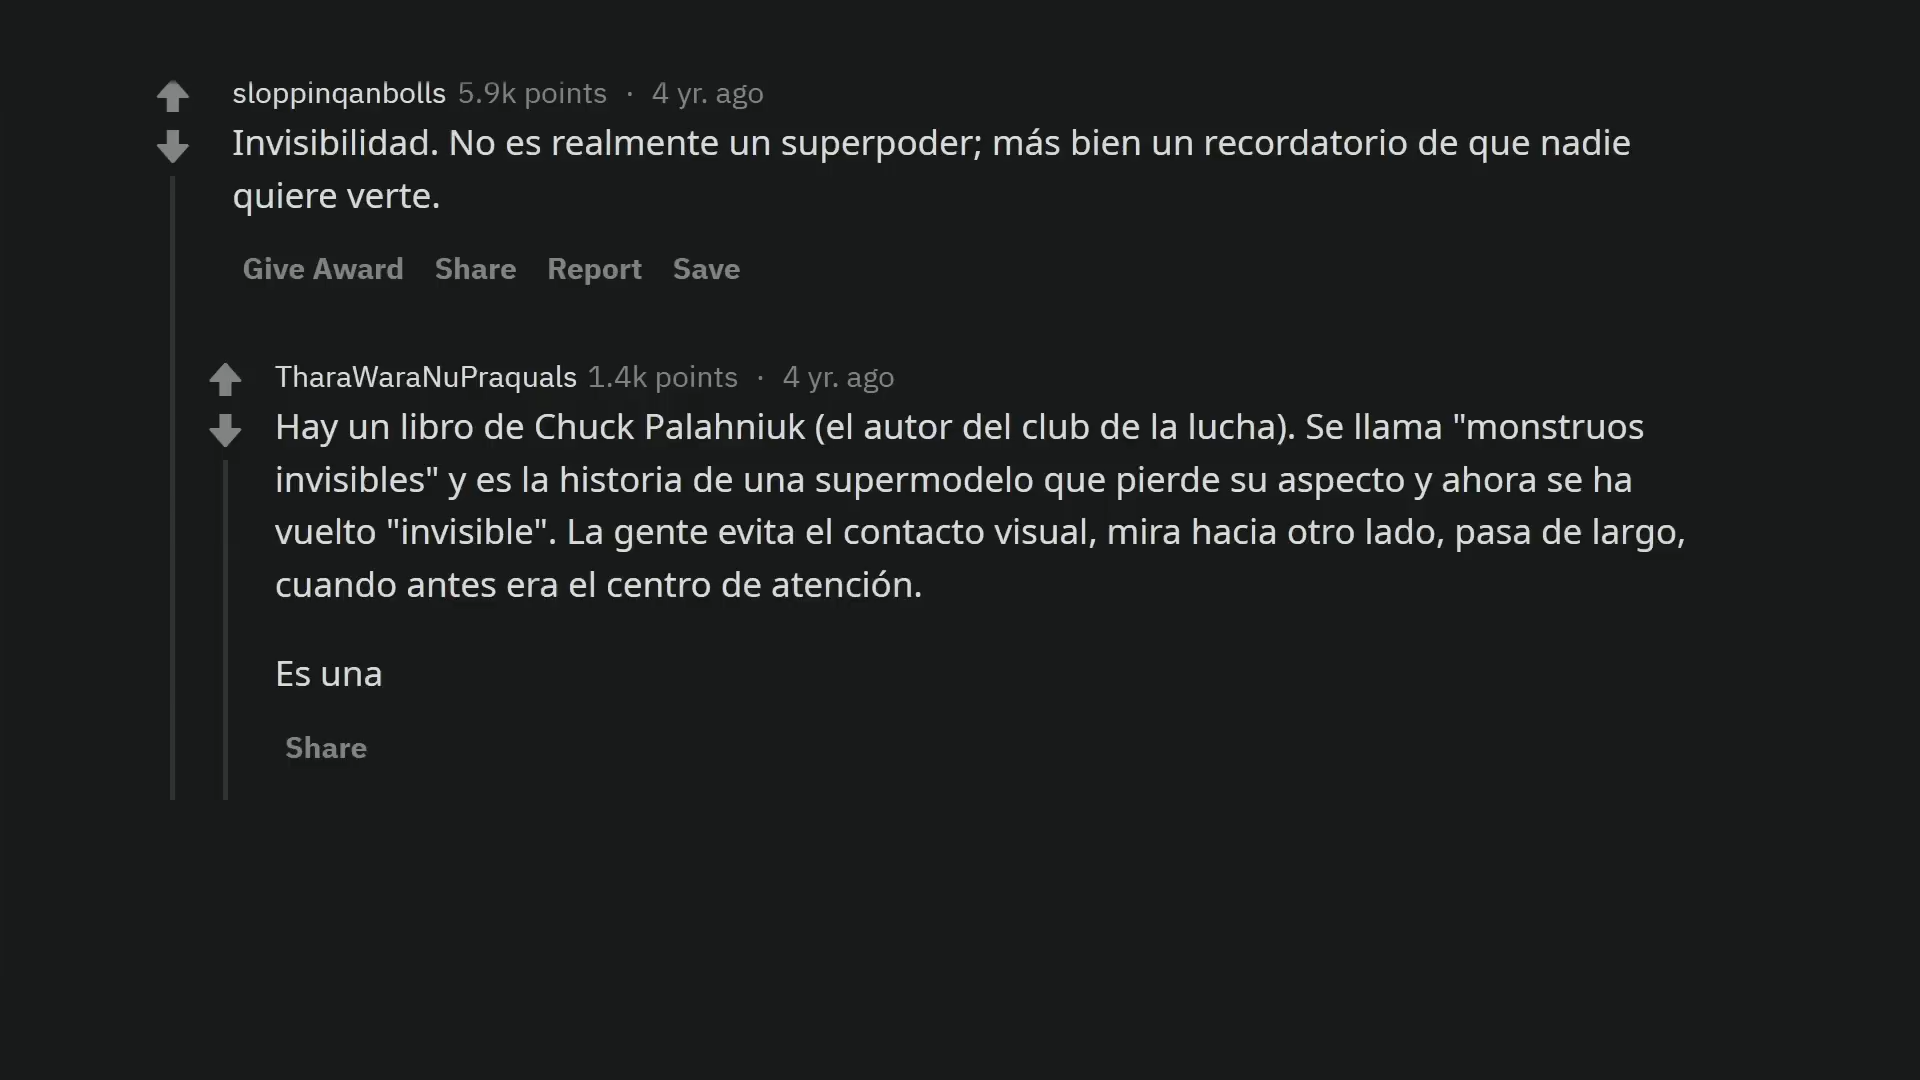 sloppinqanbolls 5.9k points · 4 yr. ago
Invisibilidad. No es realmente un superpoder; más bien un recordatorio de que nadie
quiere verte.
Give Award Share Report Save
TharaWaraNuPraquals 1.4k points · 4 yr. ago
Hay un libro de Chuck Palahniuk (el autor del club de la lucha). Se llama "monstruos
invisibles" y es la historia de una supermodelo que pierde su aspecto y ahora se ha
vuelto "invisible". La gente evita el contacto visual, mira hacia otro lado, pasa de largo,
cuando antes era el centro de atención.
Es una
Share